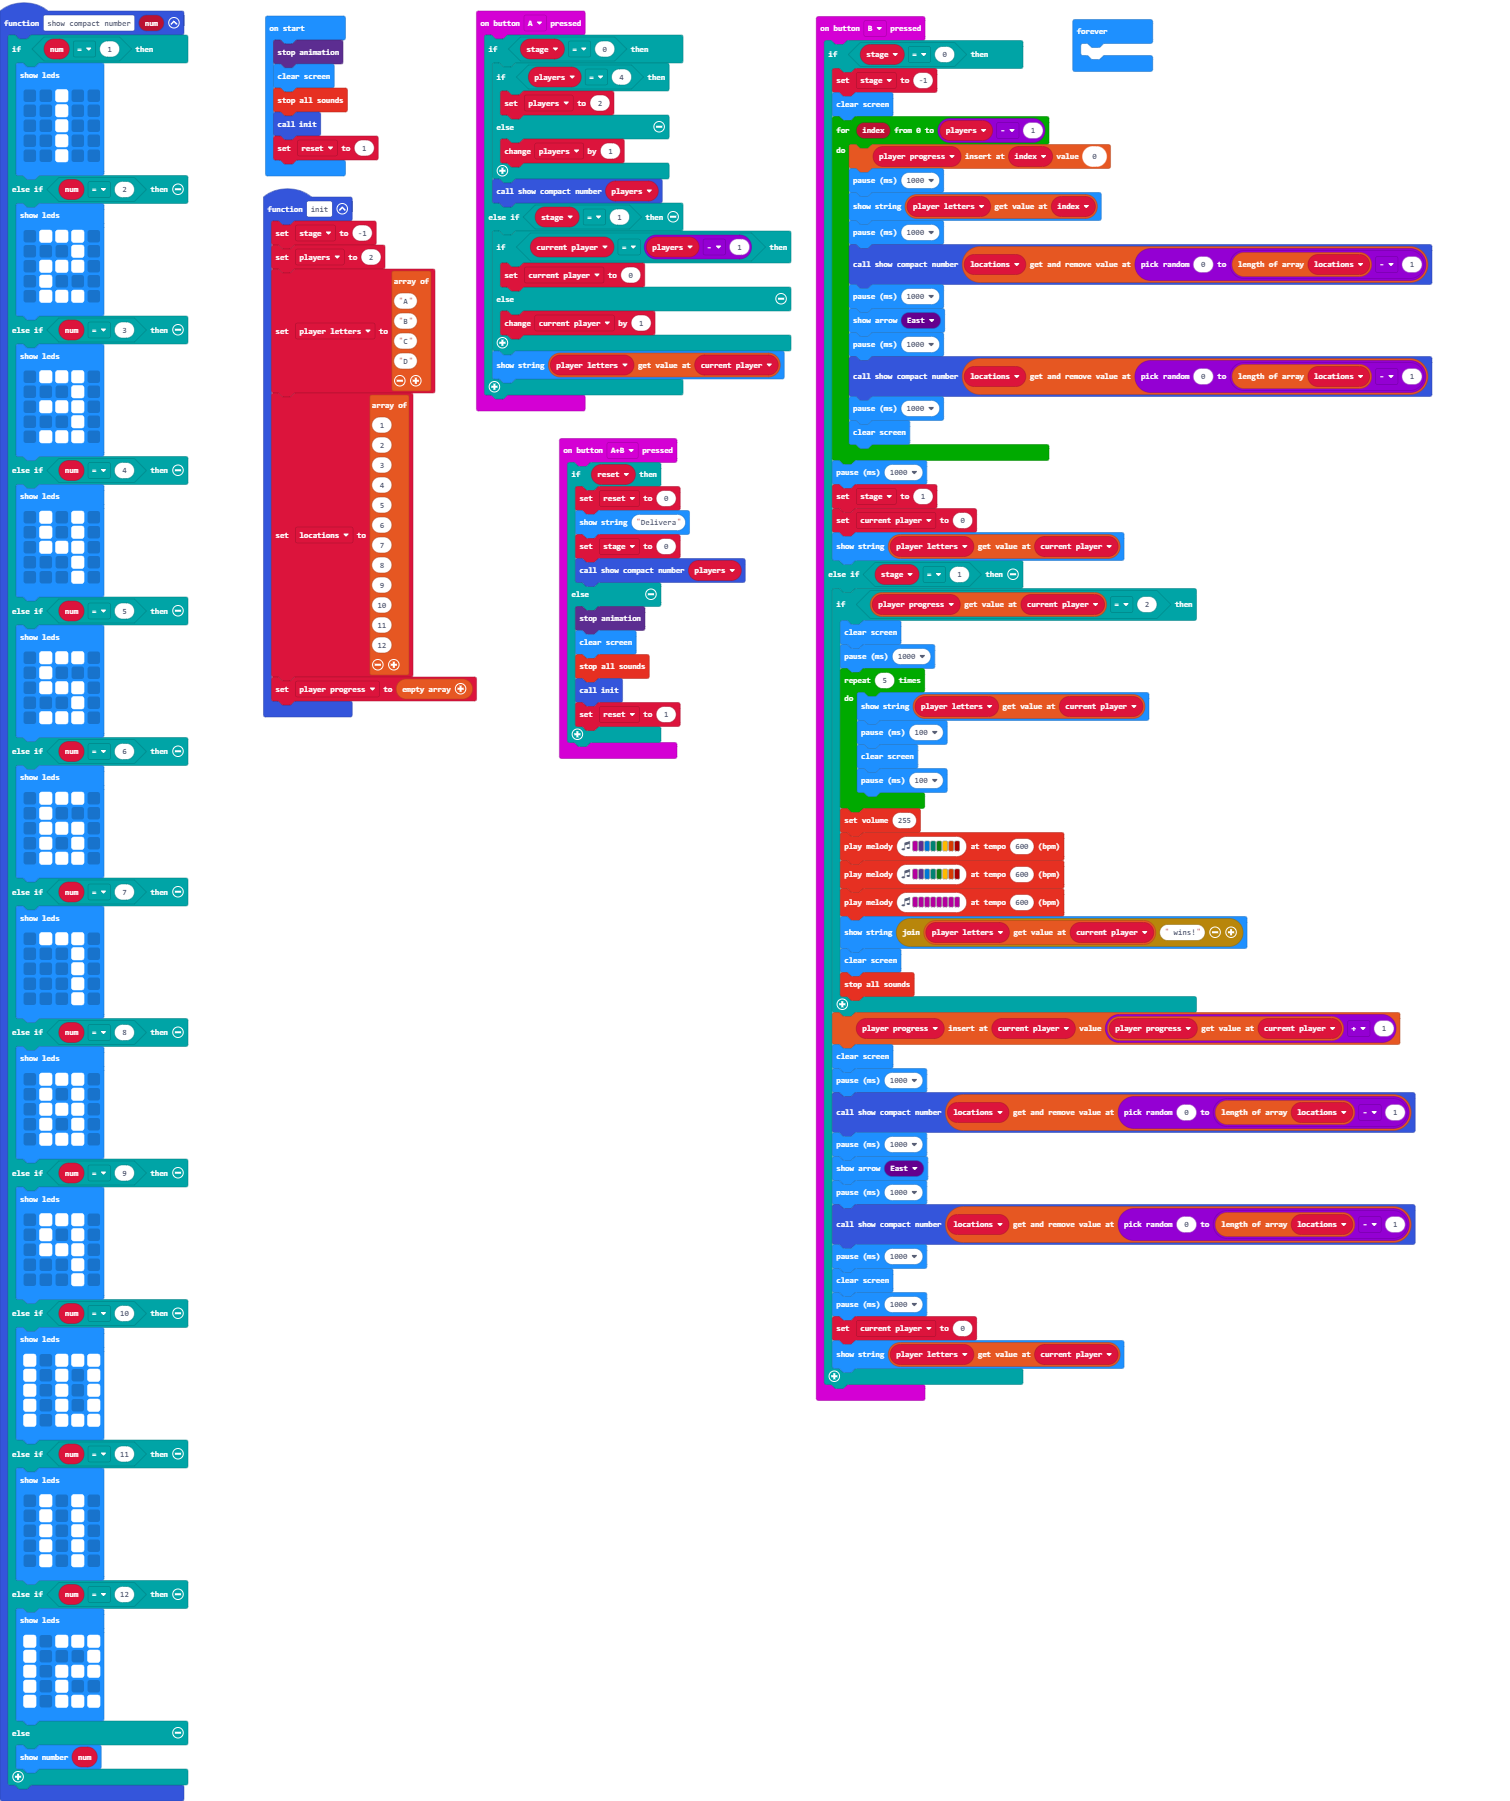 function show compact number num
if num = 1 then
show leds
else if num = 2 then
show leds
else if num = 3 then
show leds
else if num = 4 then
show leds
else if num = 5 then
show leds
else if num = 6 then
show leds
else if num = 7 then
show leds
else if num = 8 then
show leds
else if num = 9 then
show leds
else if num = 10 then
show leds
else if num = 11 then
show leds
else if num = 12 then
show leds
else
show number num
on start
stop animation
clear screen
stop all sounds
call init
set reset to 1
function init
set stage to -1
set players to 2
set player letters to array of
"A"
"B"
"C"
"D"
set locations to array of
1
2
3
4
5
6
7
8
9
10
11
12
set player progress to empty array
on button A pressed
if stage = 0 then
if players = 4 then
set players to 2
else
change players by 1
call show compact number players
else if stage = 1 then
if current player = players - 1 then
set current player to 0
else
change current player by 1
show string player letters get value at current player
on button A+B pressed
if reset then
set reset to 0
show string "Delivera"
set stage to 0
call show compact number players
else
stop animation
clear screen
stop all sounds
call init
set reset to 1
on button B pressed
if stage = 0 then
set stage to -1
clear screen
for index from 0 to players - 1
do player progress insert at index value 0
pause (ms) 1000
show string player letters get value at index
pause (ms) 1000
call show compact number locations get and remove value at pick random 0 to length of array locations - 1
pause (ms) 1000
show arrow East
pause (ms) 1000
call show compact number locations get and remove value at pick random 0 to length of array locations - 1
pause (ms) 1000
clear screen
pause (ms) 1000
set stage to 1
set current player to 0
show string player letters get value at current player
else if stage = 1 then
if player progress get value at current player = 2 then
clear screen
pause (ms) 1000
repeat 5 times
do show string player letters get value at current player
pause (ms) 100
clear screen
pause (ms) 100
set volume 255
play melody at tempo 600 (bpm)
play melody at tempo 600 (bpm)
play melody at tempo 600 (bpm)
show string join player letters get value at current player " wins!"
clear screen
stop all sounds
player progress insert at current player value player progress get value at current player + 1
clear screen
pause (ms) 1000
call show compact number locations get and remove value at pick random 0 to length of array locations - 1
pause (ms) 1000
show arrow East
pause (ms) 1000
call show compact number locations get and remove value at pick random 0 to length of array locations - 1
pause (ms) 1000
clear screen
pause (ms) 1000
set current player to 0
show string player letters get value at current player
forever